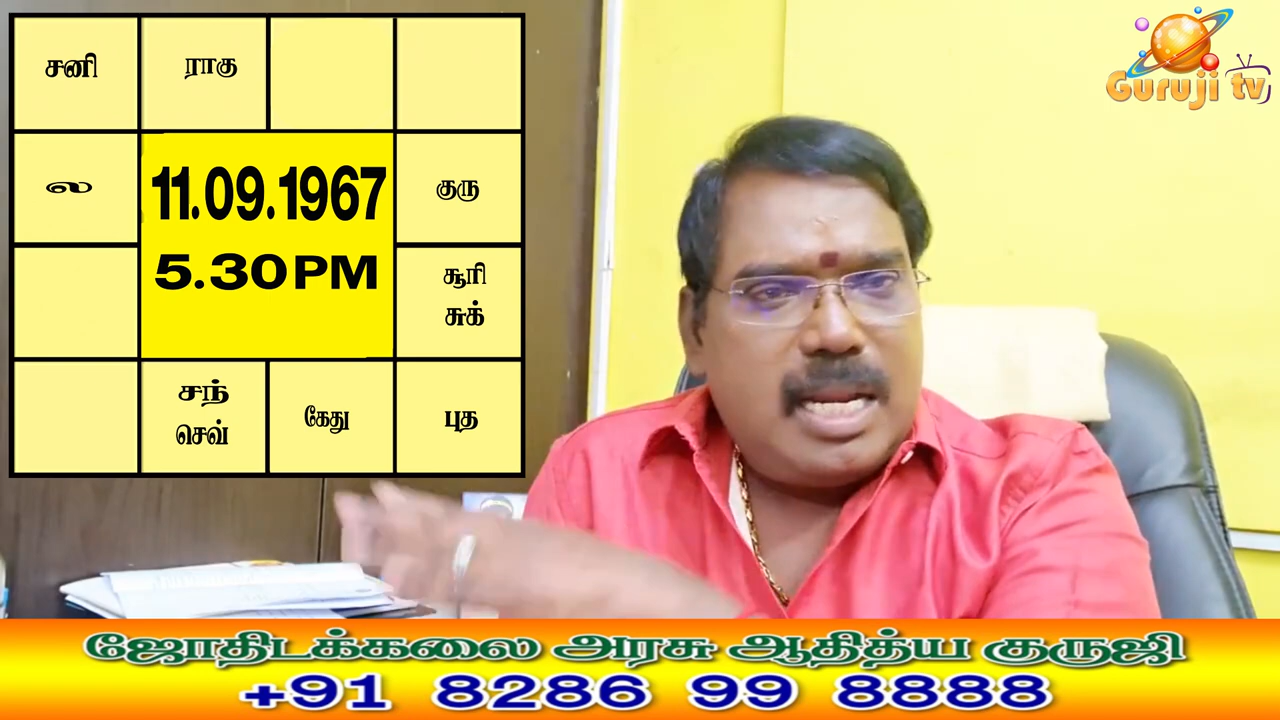 சனி
ராகு
Guruji tv
ல
11.09.1967
5.30PM
குரு
சூரி
சுக்
சந்
செவ்
கேது
புத
ஜோதிடக்கலை அரசு ஆதித்ய குருஜி
+91 8286 99 8888